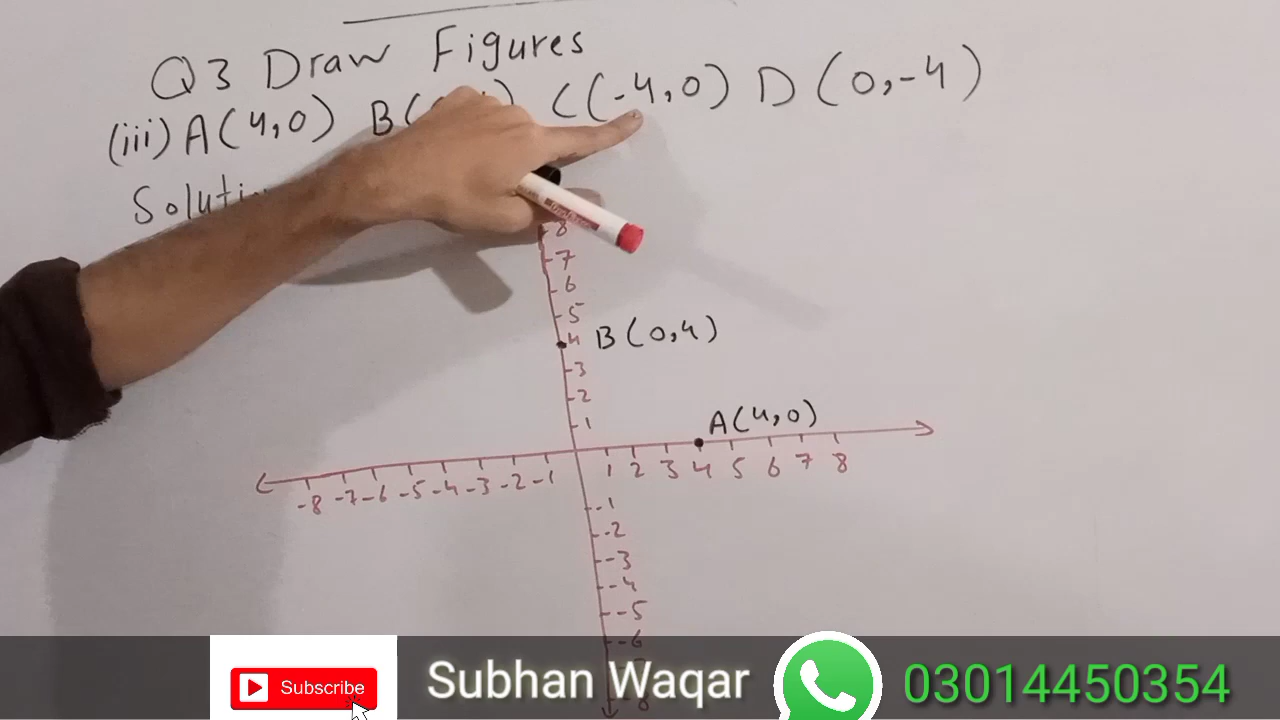 Q3 Draw Figures
(iii) A(4,0) B( ) C(-4,0) D(0,-4)
8
7
6
5
4 B(0,4)
3
2
1
A(4,0)
-8 -7 -6 -5 -4 -3 -2 -1 1 2 3 4 5 6 7 8
-1
-2
-3
-4
-5
-6
Subscribe Subhan Waqar 03014450354